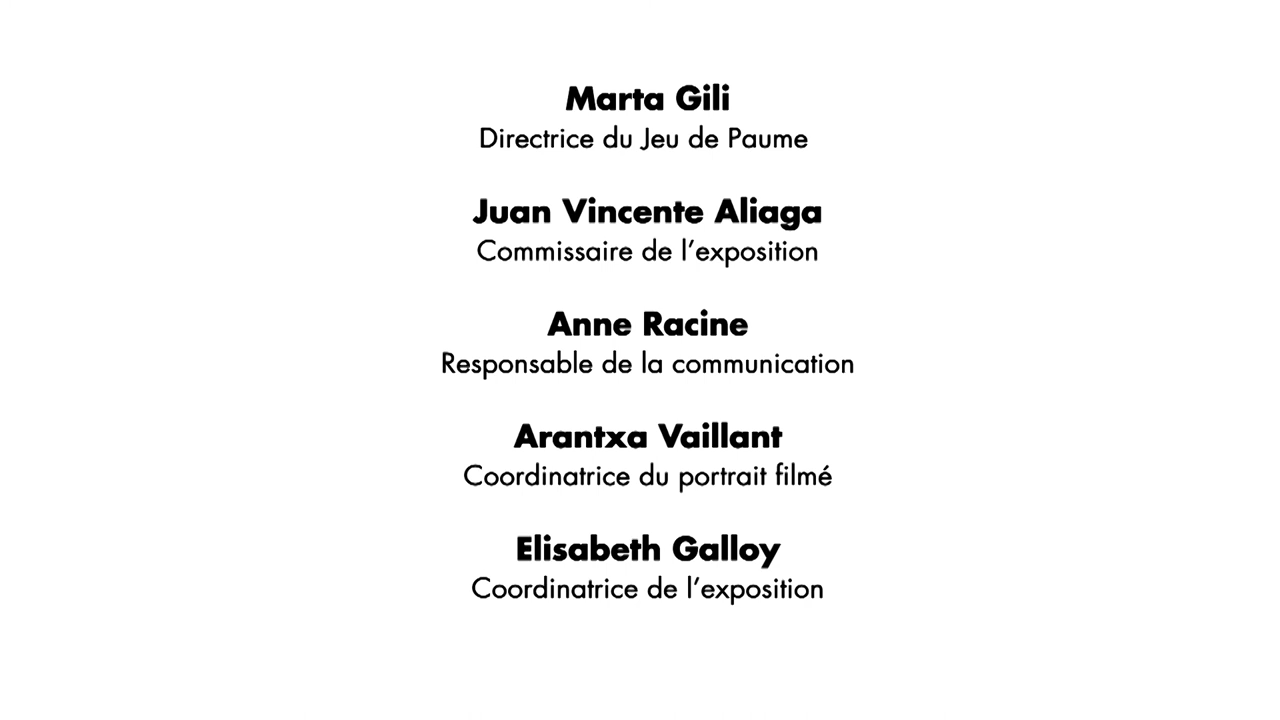 Marta Gili
Directrice du Jeu de Paume
Juan Vincente Aliaga
Commissaire de l’exposition
Anne Racine
Responsable de la communication
Arantxa Vaillant
Coordinatrice du portrait filmé
Elisabeth Galloy
Coordinatrice de l’exposition